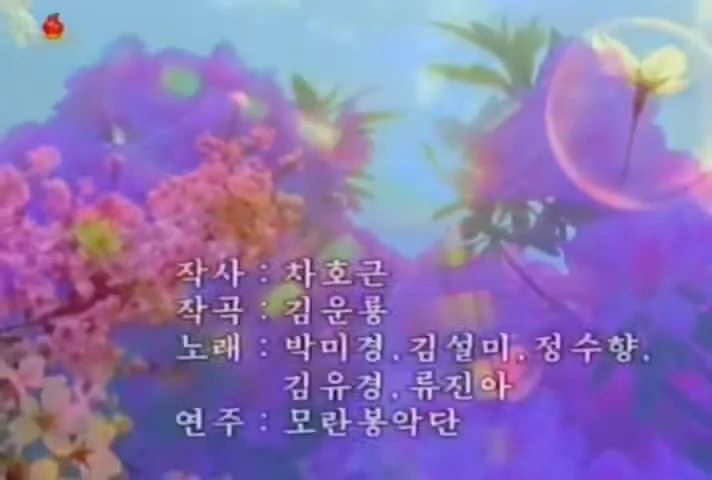 작사 : 차호근
작곡 : 김운룡
노래 : 박미경. 김설미. 정수향.
김유경. 류진아
연주 : 모란봉악단